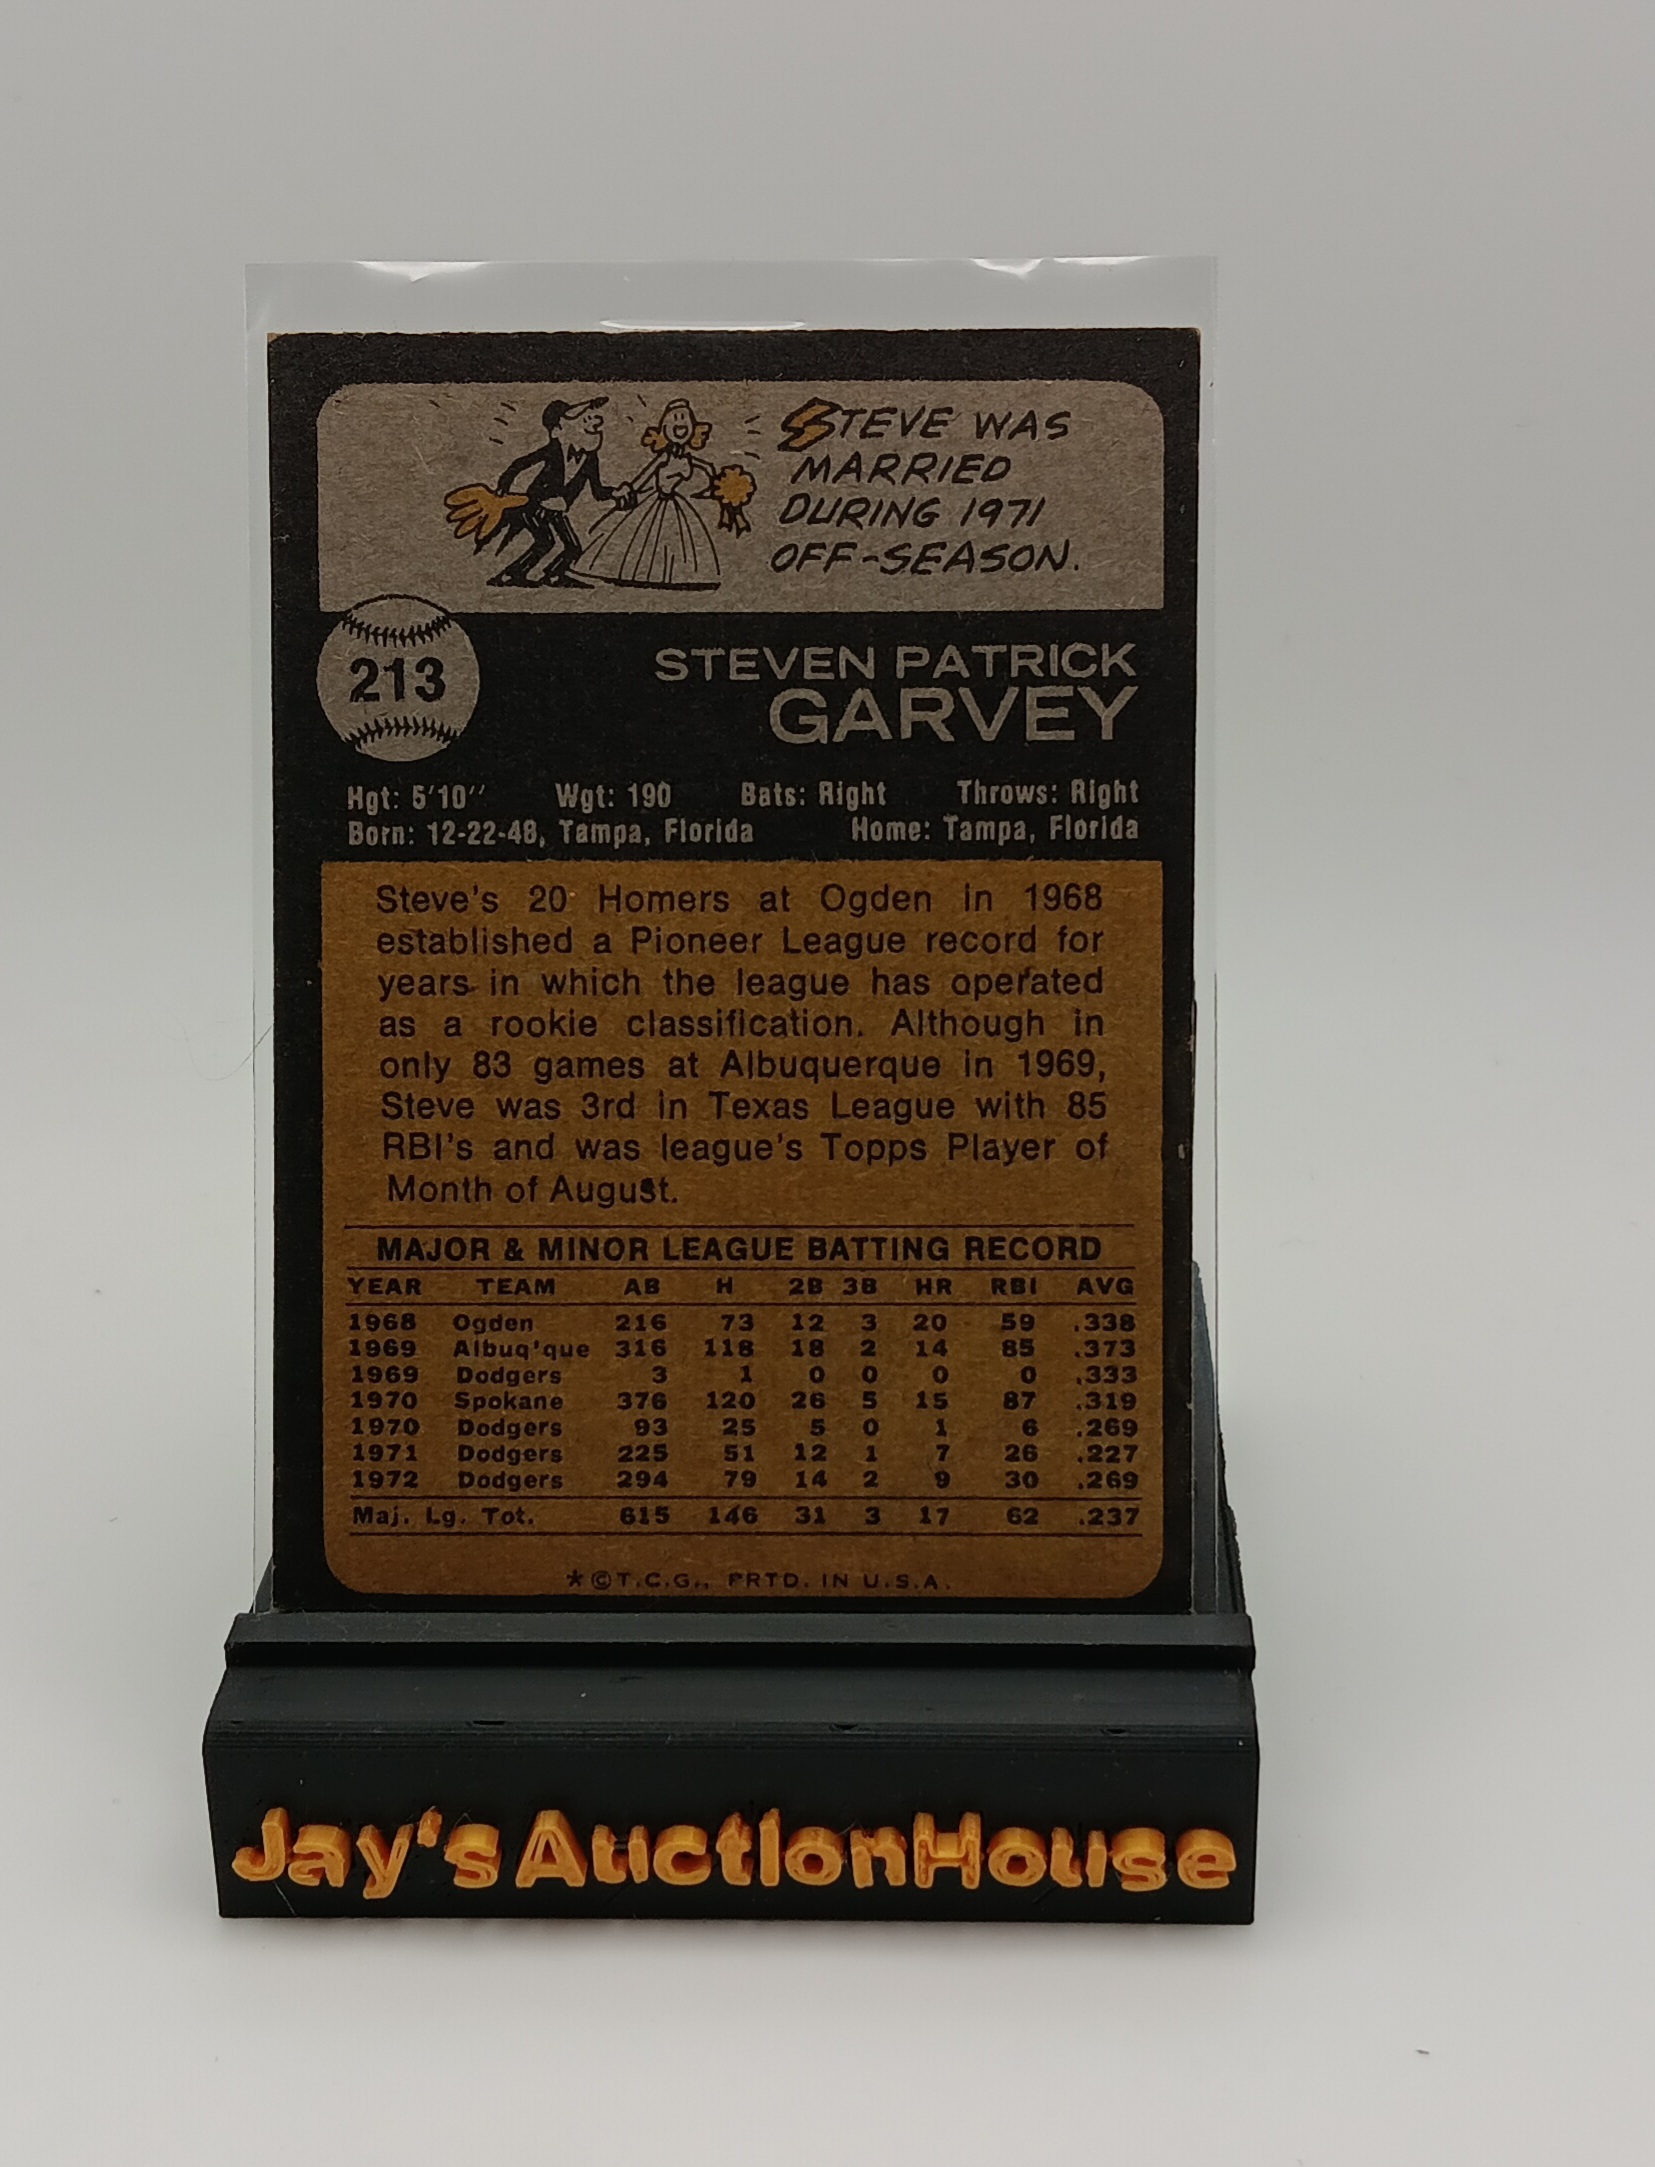 STEVE WAS
MARRIED
DURING 1971
OFF-SEASON.
213
STEVEN PATRICK
GARVEY
Hgt: 5'10'' Wgt: 190 Bats: Right Throws: Right
Born: 12-22-48, Tampa, Florida Home: Tampa, Florida
Steve's 20 Homers at Ogden in 1968
established a Pioneer League record for
years in which the league has operated
as a rookie classification. Although in
only 83 games at Albuquerque in 1969,
Steve was 3rd in Texas League with 85
RBI's and was league's Topps Player of
Month of August.
MAJOR & MINOR LEAGUE BATTING RECORD
YEAR TEAM AB H 2B 3B HR RBI AVG
1968 Ogden 216 73 12 3 20 59 .338
1969 Albuq'que 316 118 18 2 14 85 .373
1969 Dodgers 3 1 0 0 0 0 .333
1970 Spokane 376 120 26 5 15 87 .319
1970 Dodgers 93 25 5 0 1 6 .269
1971 Dodgers 225 51 12 1 7 26 .227
1972 Dodgers 294 79 14 2 9 30 .269
Maj. Lg. Tot. 615 146 31 3 17 62 .237
*©T.C.G., PRTD. IN U.S.A.
Jay's AuctionHouse